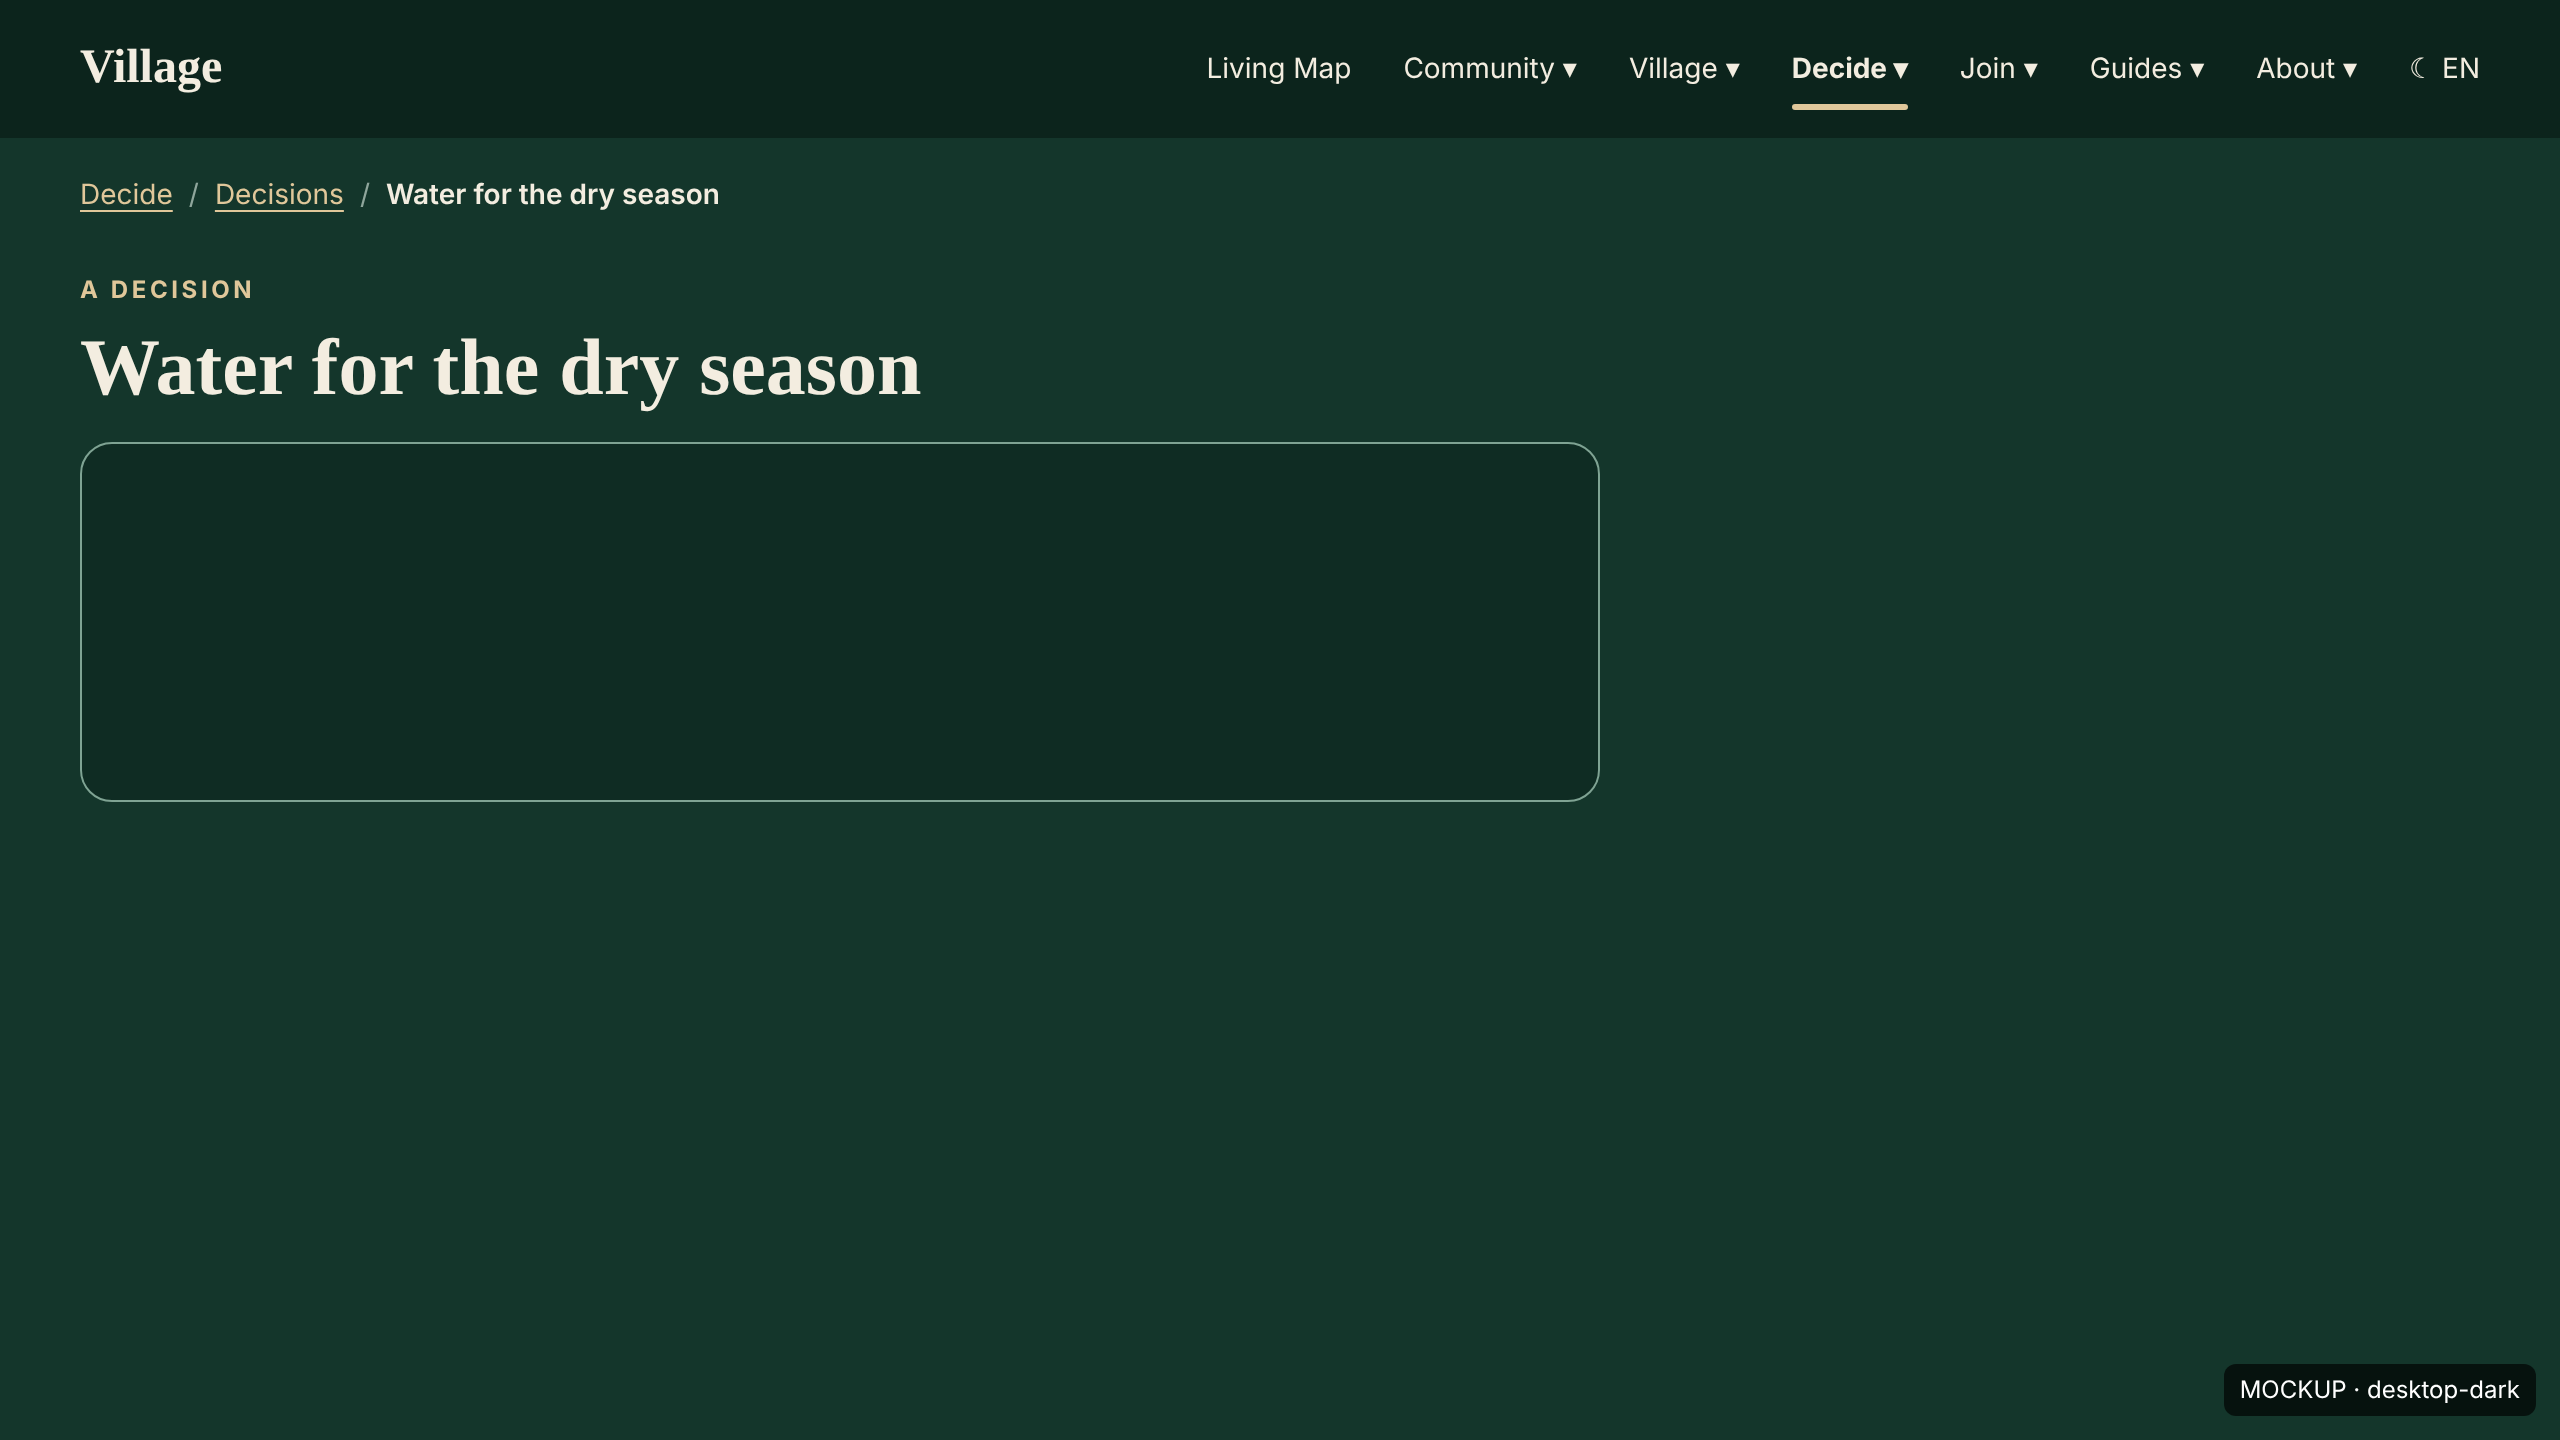 Village
Living Map Community ▾ Village ▾ Decide ▾ Join ▾ Guides ▾ About ▾ ☾ EN
Decide / Decisions / Water for the dry season
A DECISION
Water for the dry season
MOCKUP · desktop-dark